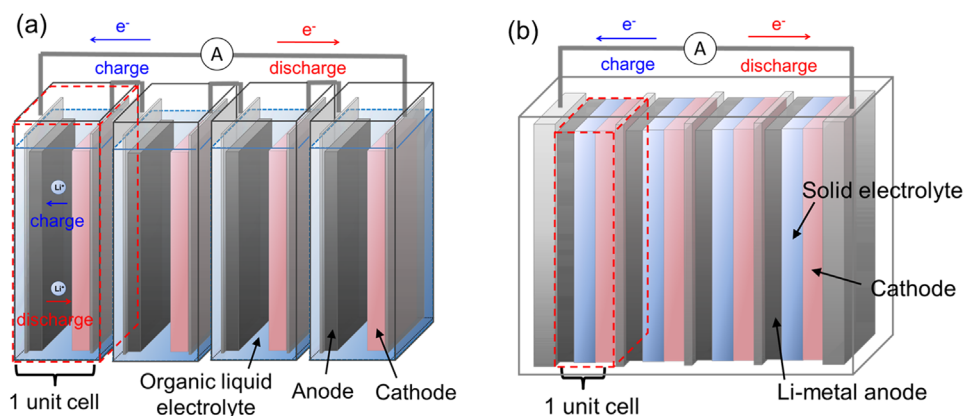 (a)
e⁻
e⁻
A
charge
discharge
Li⁺
charge
Li⁺
discharge
1 unit cell
Organic liquid
electrolyte
Anode
Cathode
(b)
e⁻
e⁻
A
charge
discharge
Solid electrolyte
Cathode
Li-metal anode
1 unit cell